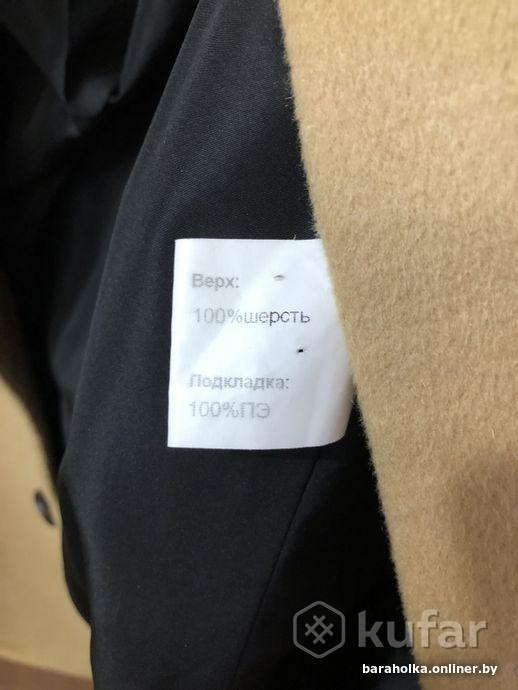 Верх:
100%шерсть
Подкладка:
100%ПЭ
kufar
baraholka.onliner.by